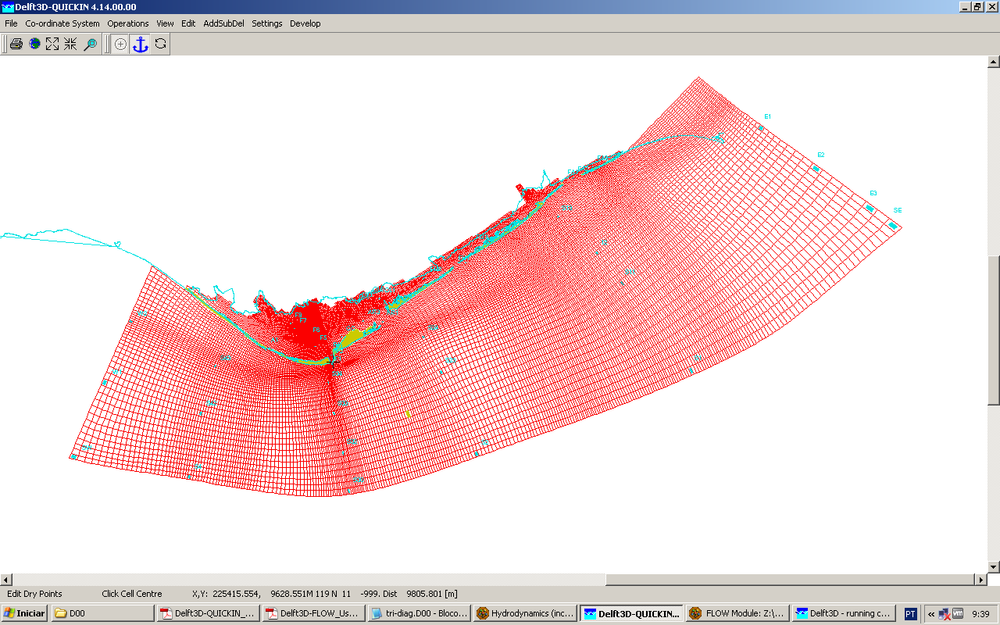 Delft3D-QUICKIN 4.14.00.00
File Co-ordinate System Operations View Edit AddSubDel Settings Develop
E1
E2
E3
SE
F8
F7
F6
F5
Edit Dry Points Click Cell Centre X,Y: 225415.554, 9628.551M 119 N 11 -999. Dist 9805.801 [m]
Iniciar D00 Delft3D-QUICKIN_... Delft3D-FLOW_Us... tri-diag.D00 - Bloco... Hydrodynamics (inc... Delft3D-QUICKIN... FLOW Module: Z:\... Delft3D - running c... PT « 9:39